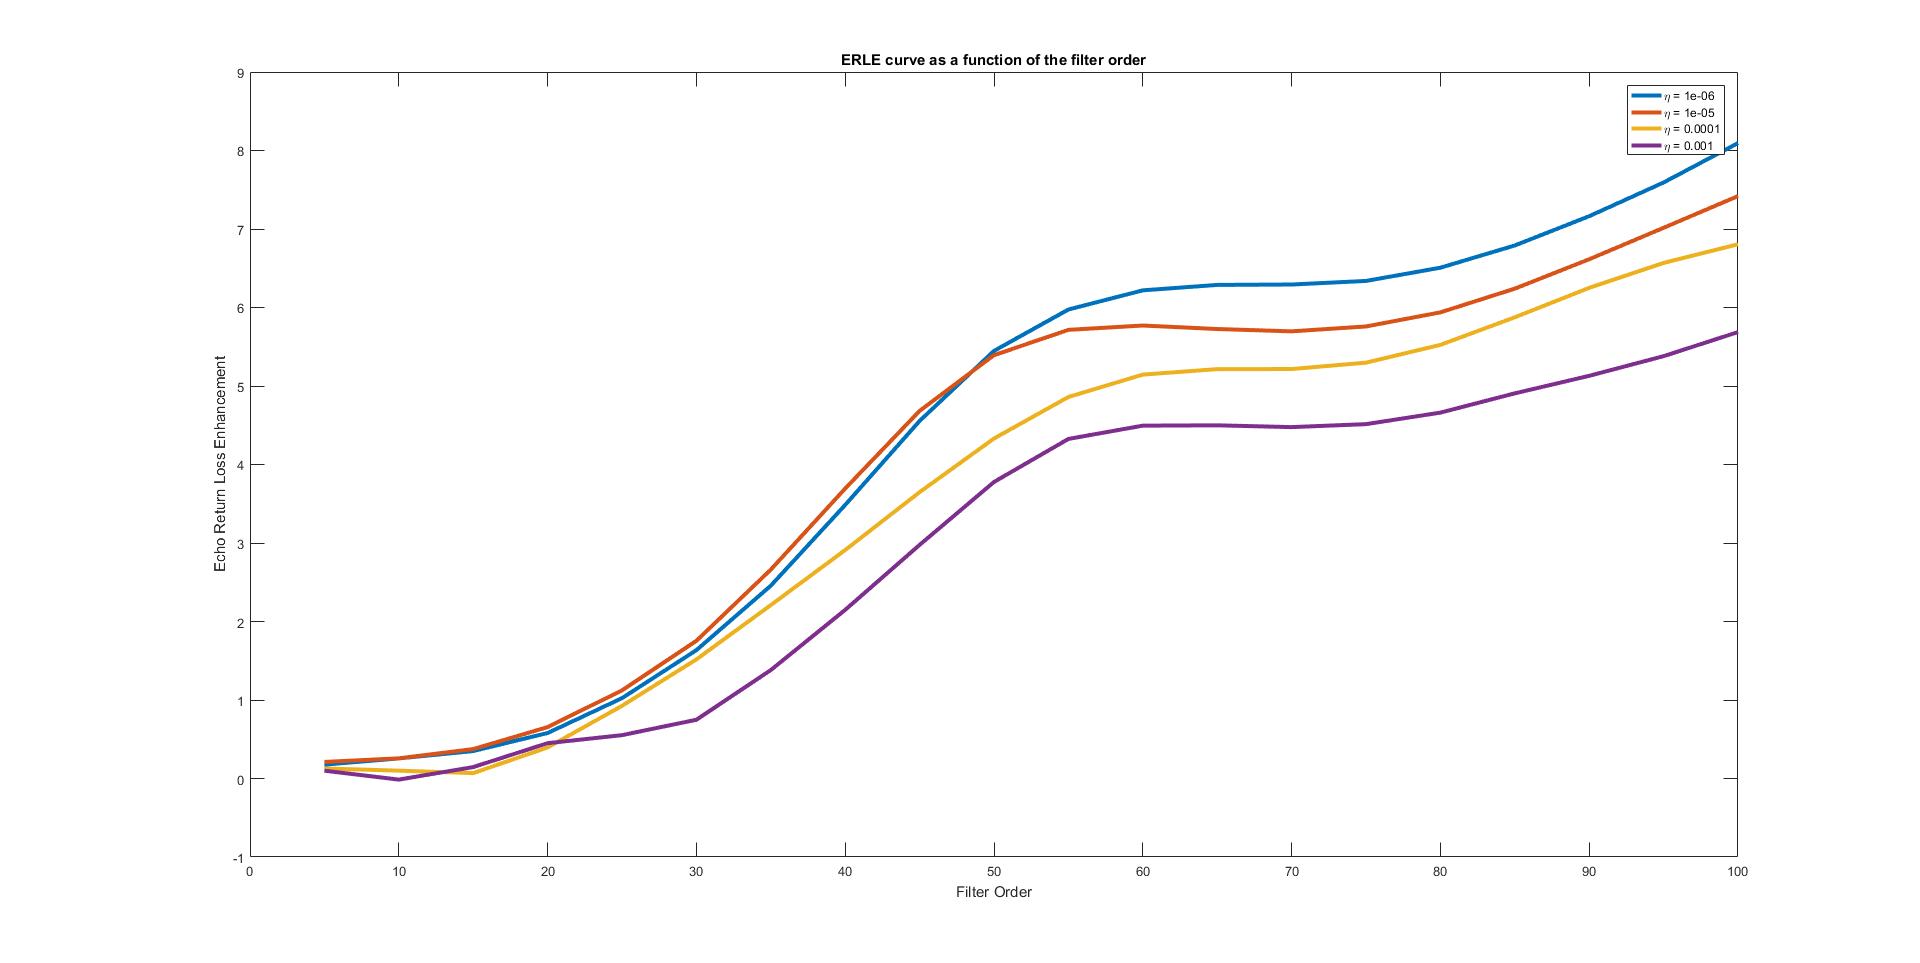 ERLE curve as a function of the filter order
9
8
7
6
5
4
3
2
1
0
-1
Echo Return Loss Enhancement
η = 1e-06
η = 1e-05
η = 0.0001
η = 0.001
0 10 20 30 40 50 60 70 80 90 100
Filter Order